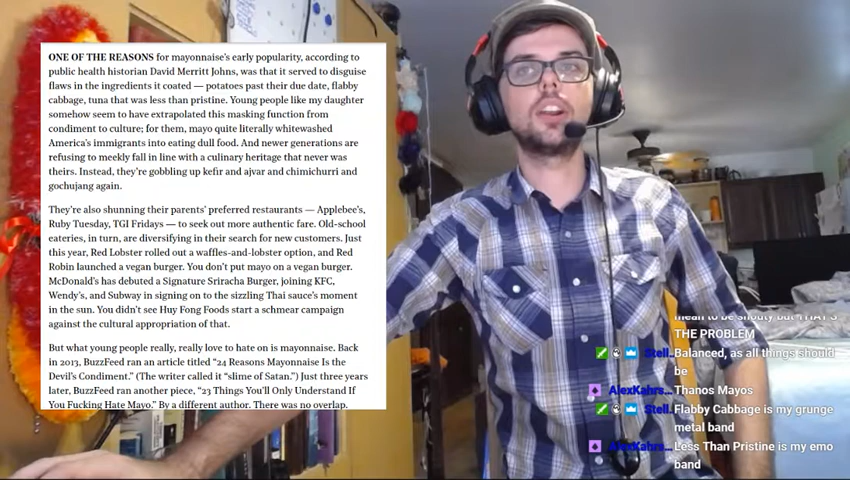 ONE OF THE REASONS for mayonnaise's early popularity, according to
public health historian David Merritt Johns, was that it served to disguise
flaws in the ingredients it coated — potatoes past their due date, flabby
cabbage, tuna that was less than pristine. Young people like my daughter
somehow seem to have extrapolated this masking function from
condiment to culture; for them, mayo quite literally whitewashed
America's immigrants into eating dull food. And newer generations are
refusing to meekly fall in line with a culinary heritage that never was
theirs. Instead, they're gobbling up kefir and ajvar and chimichurri and
gochujang again.
They're also shunning their parents' preferred restaurants — Applebee's,
Ruby Tuesday, TGI Fridays — to seek out more authentic fare. Old-school
eateries, in turn, are diversifying in their search for new customers. Just
this year, Red Lobster rolled out a waffles-and-lobster option, and Red
Robin launched a vegan burger. You don't put mayo on a vegan burger.
McDonald's has debuted a Signature Sriracha Burger, joining KFC,
Wendy's, and Subway in signing on to the sizzling Thai sauce's moment
in the sun. You didn't see Huy Fong Foods start a schmear campaign
against the cultural appropriation of that.
But what young people really, really love to hate on is mayonnaise. Back
in 2013, BuzzFeed ran an article titled “24 Reasons Mayonnaise Is the
Devil's Condiment.” (The writer called it “slime of Satan.”) Just three years
later, BuzzFeed ran another piece, “23 Things You'll Only Understand If
You Fucking Hate Mayo.” By a different author. There was no overlap.
mean to be shouty but THAT'S
THE PROBLEM
Stell... Balanced, as all things should
be
AlexKahrs... Thanos Mayos
Stell... Flabby Cabbage is my grunge
metal band
AlexKahrs... Less Than Pristine is my emo
band